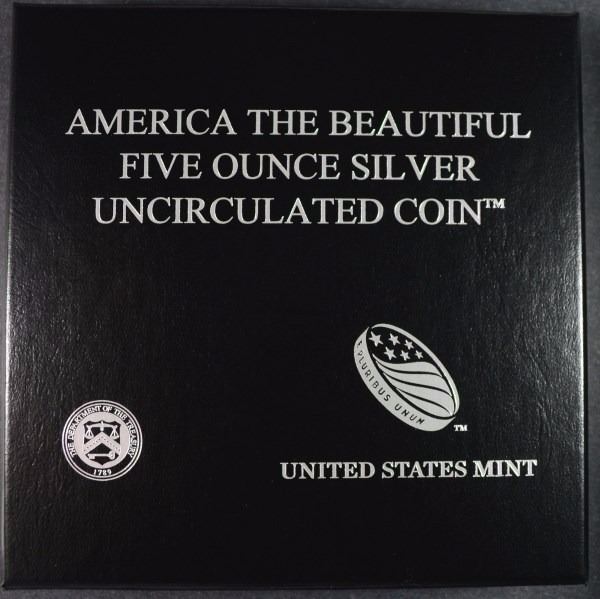 AMERICA THE BEAUTIFUL
FIVE OUNCE SILVER
UNCIRCULATED COIN™
E PLURIBUS UNUM
TM
THE DEPARTMENT OF THE TREASURY
1789
UNITED STATES MINT